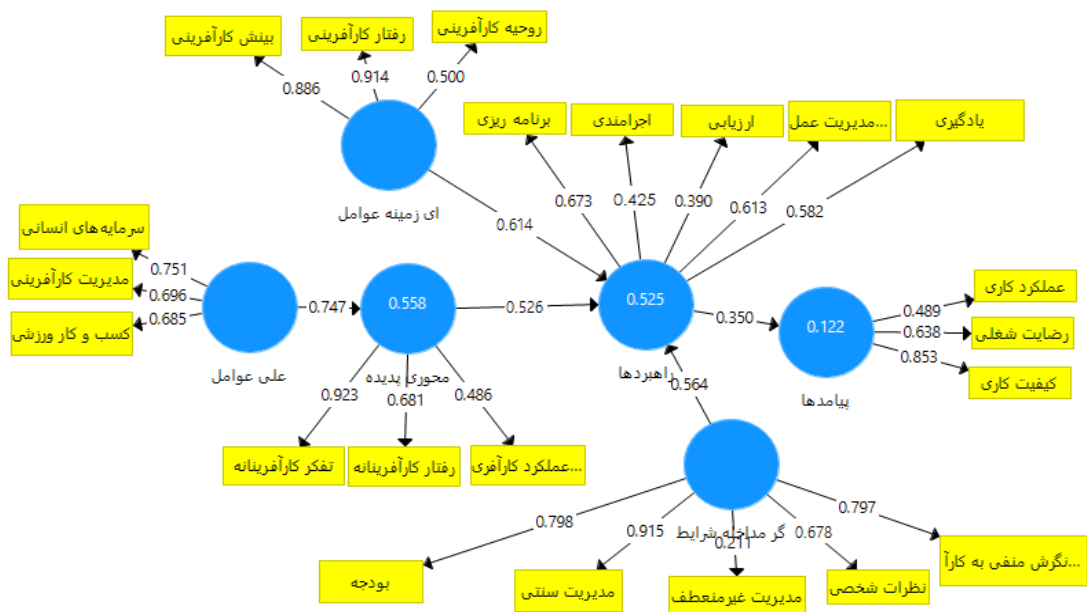 روحیه کارآفرینی
رفتار کارآفرینی
بینش کارآفرینی
0.500
0.914
0.886
یادگیری
مدیریت عمل...
ارزیابی
اجرامندی
برنامه ریزی
0.582
0.613
0.390
0.425
0.673
ای زمینه عوامل
0.614
سرمایه‌های انسانی
مدیریت کارآفرینی
کسب و کار ورزشی
0.751
0.696
0.685
علی عوامل
0.747
0.558
محوری پدیده
0.526
0.525
راهبردها
0.350
0.122
پیامدها
0.489
0.638
0.853
عملکرد کاری
رضایت شغلی
کیفیت کاری
0.923
0.681
0.486
عملکرد کارآفری...
رفتار کارآفرینانه
تفکر کارآفرینانه
0.564
گر مداخله شرایط
0.797
0.678
0.211
0.915
0.798
نگرش منفی به کارآ...
نظرات شخصی
مدیریت غیرمنعطف
مدیریت سنتی
بودجه